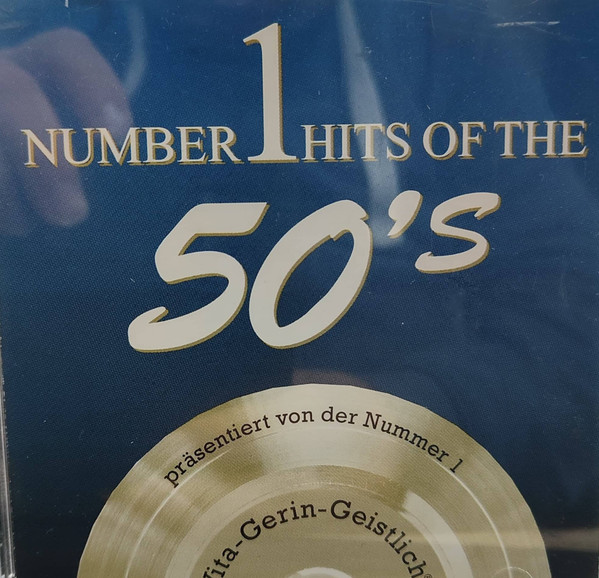 NUMBER 1 HITS OF THE
50's
präsentiert von der Nummer 1
Vita-Gerin-Geistlich®